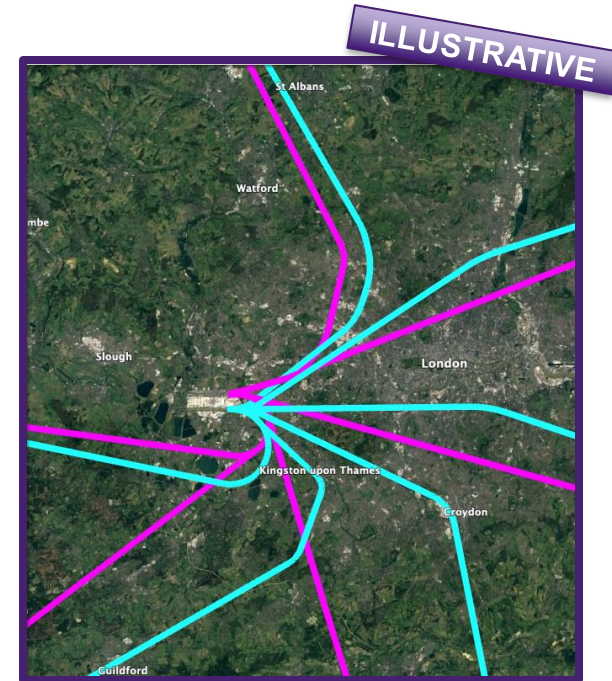 ILLUSTRATIVE
St Albans
Watford
mbe
Slough
London
Kingston upon Thames
Croydon
Guildford